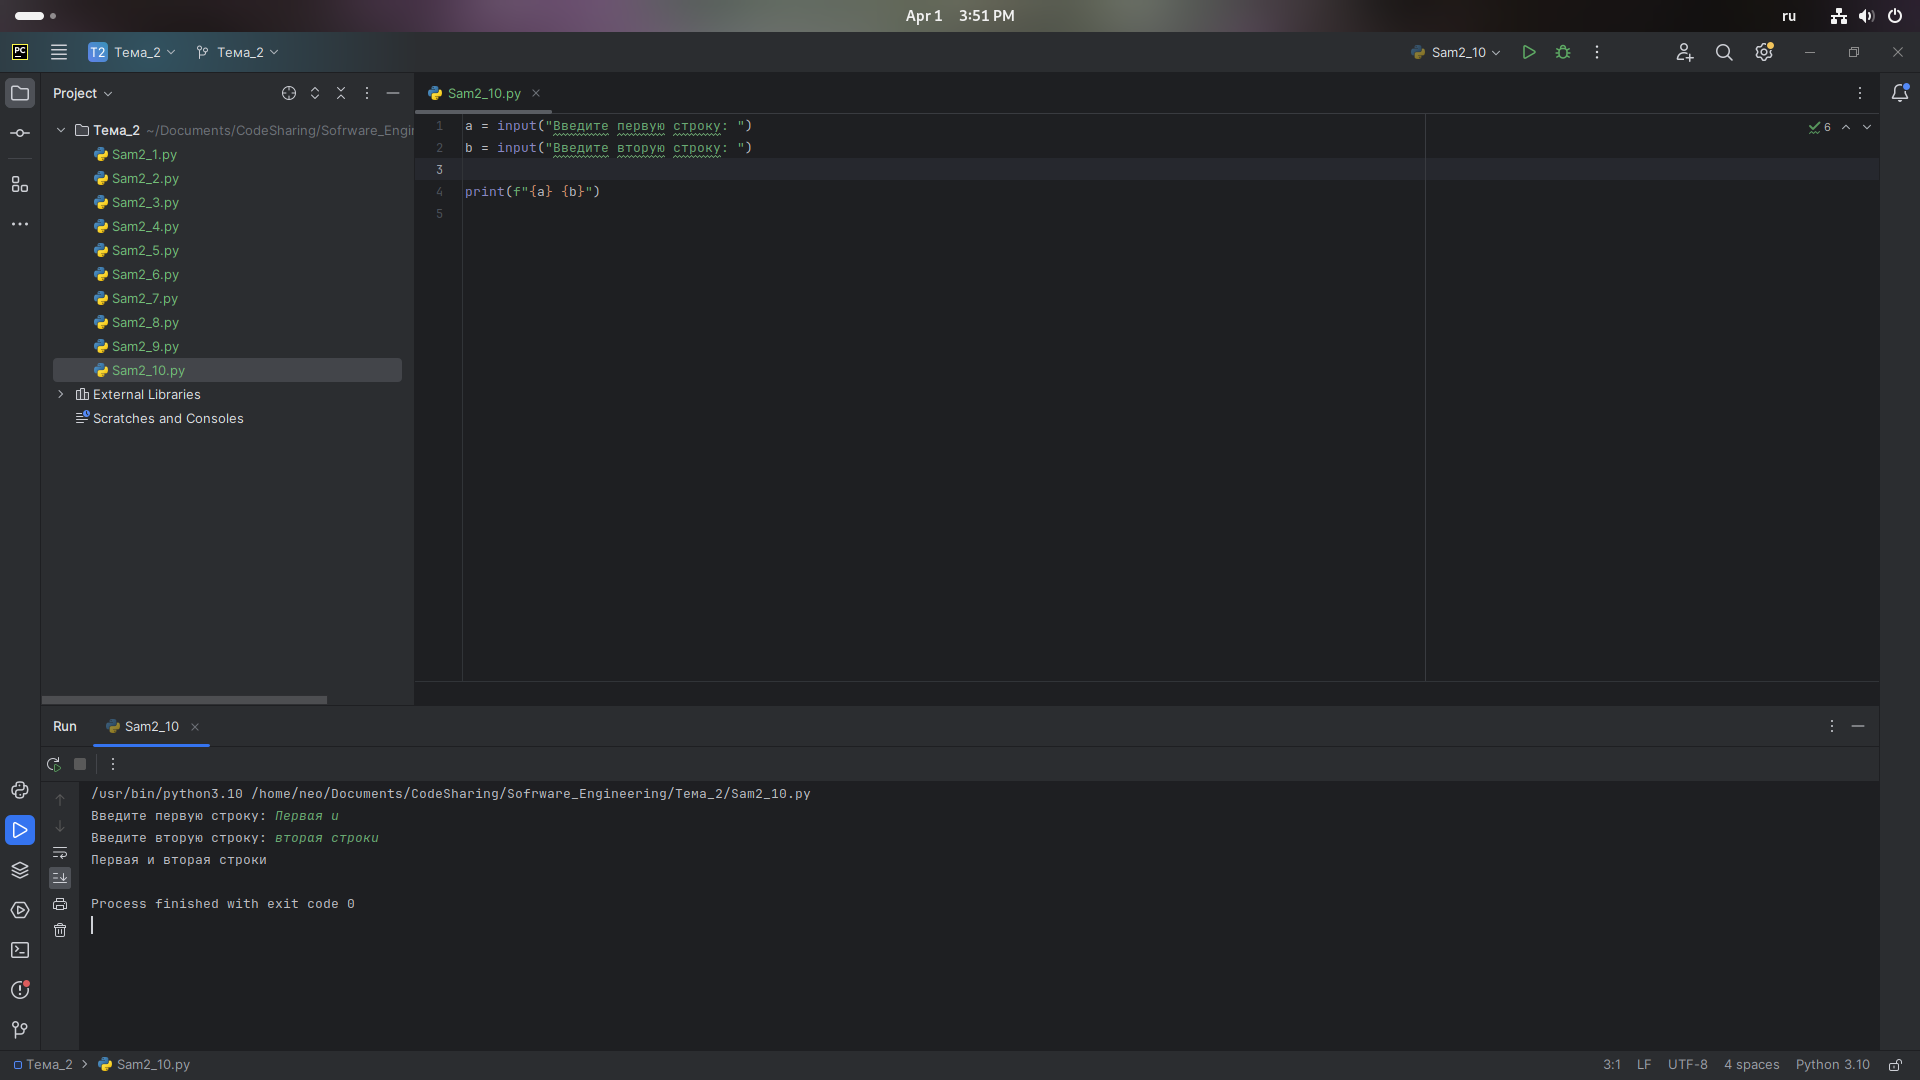 Apr 1 3:51 PM
ru
PC
T2 Тема_2
Тема_2
Sam2_10
Project
Sam2_10.py
Тема_2 ~/Documents/CodeSharing/Sofrware_Engi
Sam2_1.py
Sam2_2.py
Sam2_3.py
Sam2_4.py
Sam2_5.py
Sam2_6.py
Sam2_7.py
Sam2_8.py
Sam2_9.py
Sam2_10.py
External Libraries
Scratches and Consoles
1 a = input("Введите первую строку: ")
2 b = input("Введите вторую строку: ")
3
4 print(f"{a} {b}")
5
6
Run Sam2_10
/usr/bin/python3.10 /home/neo/Documents/CodeSharing/Sofrware_Engineering/Тема_2/Sam2_10.py
Введите первую строку: Первая и
Введите вторую строку: вторая строки
Первая и вторая строки
Process finished with exit code 0
Тема_2 > Sam2_10.py
3:1 LF UTF-8 4 spaces Python 3.10